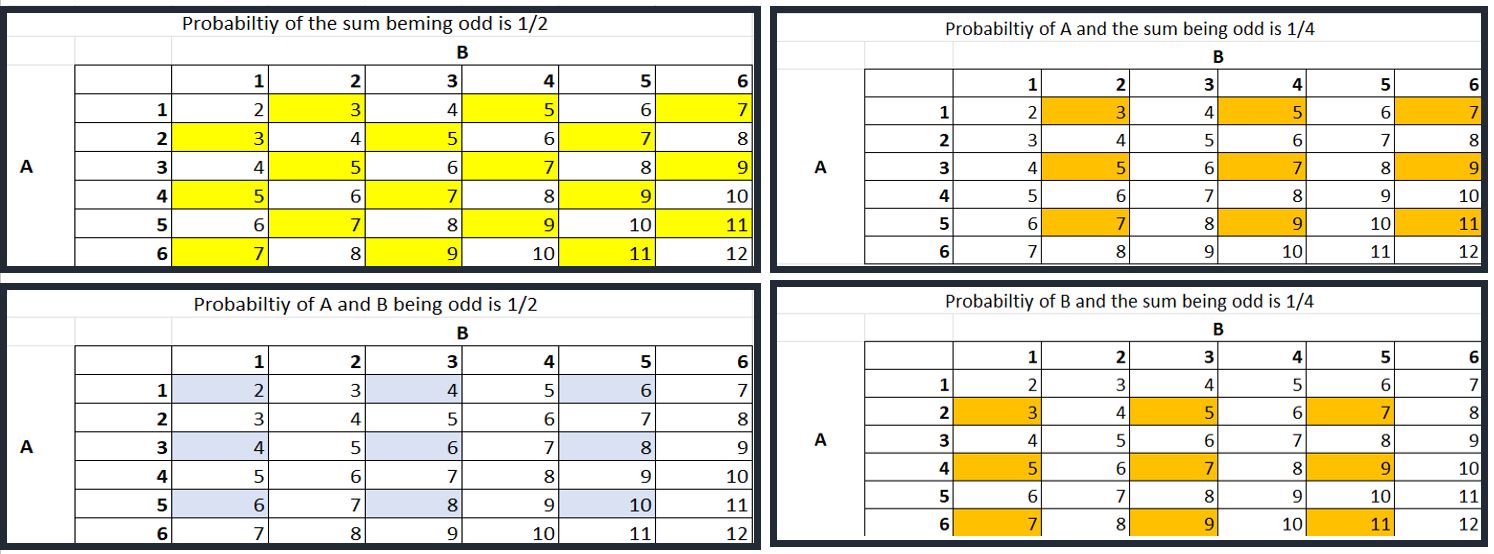 Probabiltiy of the sum beming odd is 1/2
B
1 2 3 4 5 6
1 2 3 4 5 6 7
2 3 4 5 6 7 8
A 3 4 5 6 7 8 9
4 5 6 7 8 9 10
5 6 7 8 9 10 11
6 7 8 9 10 11 12
Probabiltiy of A and the sum being odd is 1/4
B
1 2 3 4 5 6
1 2 3 4 5 6 7
2 3 4 5 6 7 8
A 3 4 5 6 7 8 9
4 5 6 7 8 9 10
5 6 7 8 9 10 11
6 7 8 9 10 11 12
Probabiltiy of A and B being odd is 1/2
B
1 2 3 4 5 6
1 2 3 4 5 6 7
2 3 4 5 6 7 8
A 3 4 5 6 7 8 9
4 5 6 7 8 9 10
5 6 7 8 9 10 11
6 7 8 9 10 11 12
Probabiltiy of B and the sum being odd is 1/4
B
1 2 3 4 5 6
1 2 3 4 5 6 7
2 3 4 5 6 7 8
A 3 4 5 6 7 8 9
4 5 6 7 8 9 10
5 6 7 8 9 10 11
6 7 8 9 10 11 12